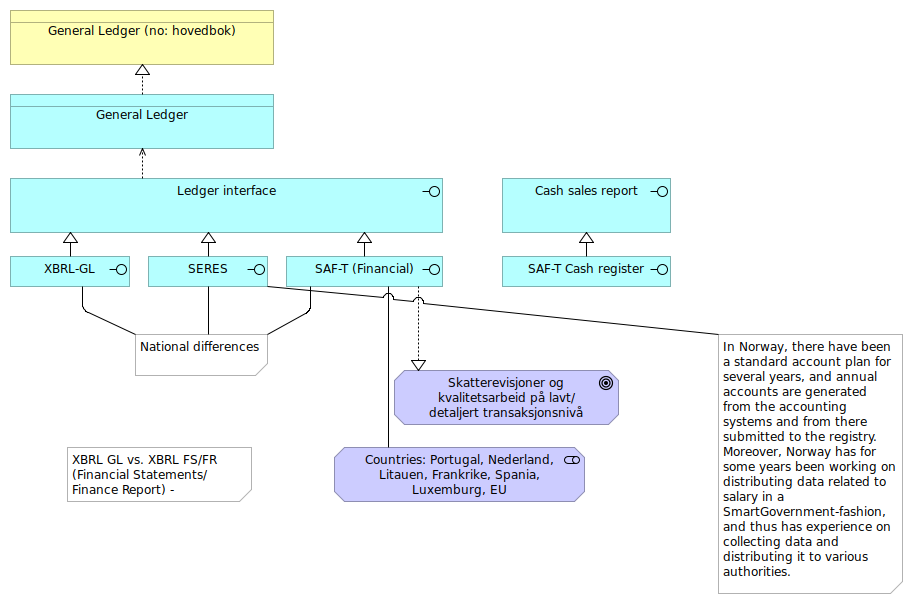 General Ledger (no: hovedbok)
General Ledger
Ledger interface
Cash sales report
XBRL-GL
SERES
SAF-T (Financial)
SAF-T Cash register
National differences
In Norway, there have been
a standard account plan for
several years, and annual
accounts are generated
from the accounting
systems and from there
submitted to the registry.
Moreover, Norway has for
some years been working on
distributing data related to
salary in a
SmartGovernment-fashion,
and thus has experience on
collecting data and
distributing it to various
authorities.
Skatterevisjoner og
kvalitetsarbeid på lavt/
detaljert transaksjonsnivå
XBRL GL vs. XBRL FS/FR
(Financial Statements/
Finance Report) -
Countries: Portugal, Nederland,
Litauen, Frankrike, Spania,
Luxemburg, EU